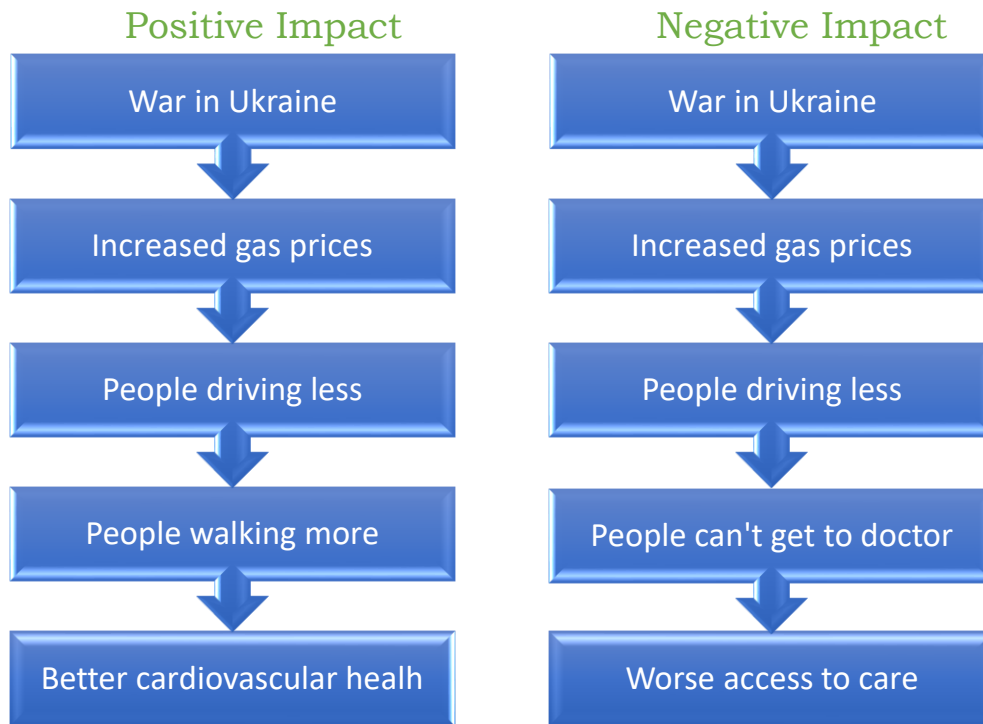 Positive Impact
War in Ukraine
Increased gas prices
People driving less
People walking more
Better cardiovascular healh
Negative Impact
War in Ukraine
Increased gas prices
People driving less
People can't get to doctor
Worse access to care